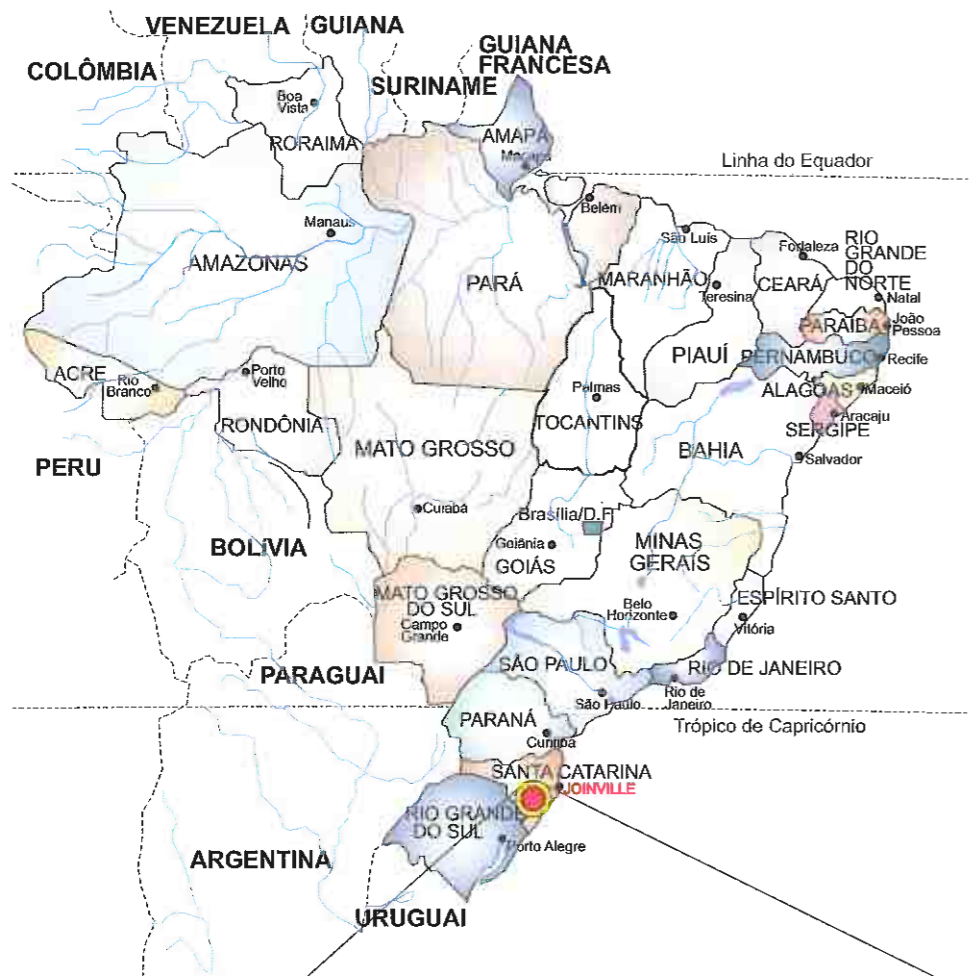 VENEZUELA
GUIANA
COLÔMBIA
SURINAME
GUIANA
FRANCESA
Boa
Vista
RORAIMA
AMAPÁ
Macapá
Linha do Equador
Belém
Manaus
AMAZONAS
PARÁ
São Luís
MARANHÃO
Teresina
Fortaleza
CEARÁ
RIO
GRANDE
DO
NORTE
Natal
PARAÍBA
João
Pessoa
PIAUÍ
PERNAMBUCO
Recife
ACRE
Rio
Branco
Porto
Velho
RONDÔNIA
PERU
MATO GROSSO
Palmas
TOCANTINS
ALAGOAS
Maceió
Aracaju
SERGIPE
BAHIA
Salvador
Cuiabá
BOLÍVIA
Brasília/D.F.
Goiânia
GOIÁS
MINAS
GERAIS
Belo
Horizonte
MATO GROSSO
DO SUL
Campo
Grande
ESPÍRITO SANTO
Vitória
PARAGUAI
SÃO PAULO
São Paulo
RIO DE JANEIRO
Rio de
Janeiro
Trópico de Capricórnio
PARANÁ
Curitiba
SANTA CATARINA
JOINVILLE
RIO GRANDE
DO SUL
Porto Alegre
ARGENTINA
URUGUAI